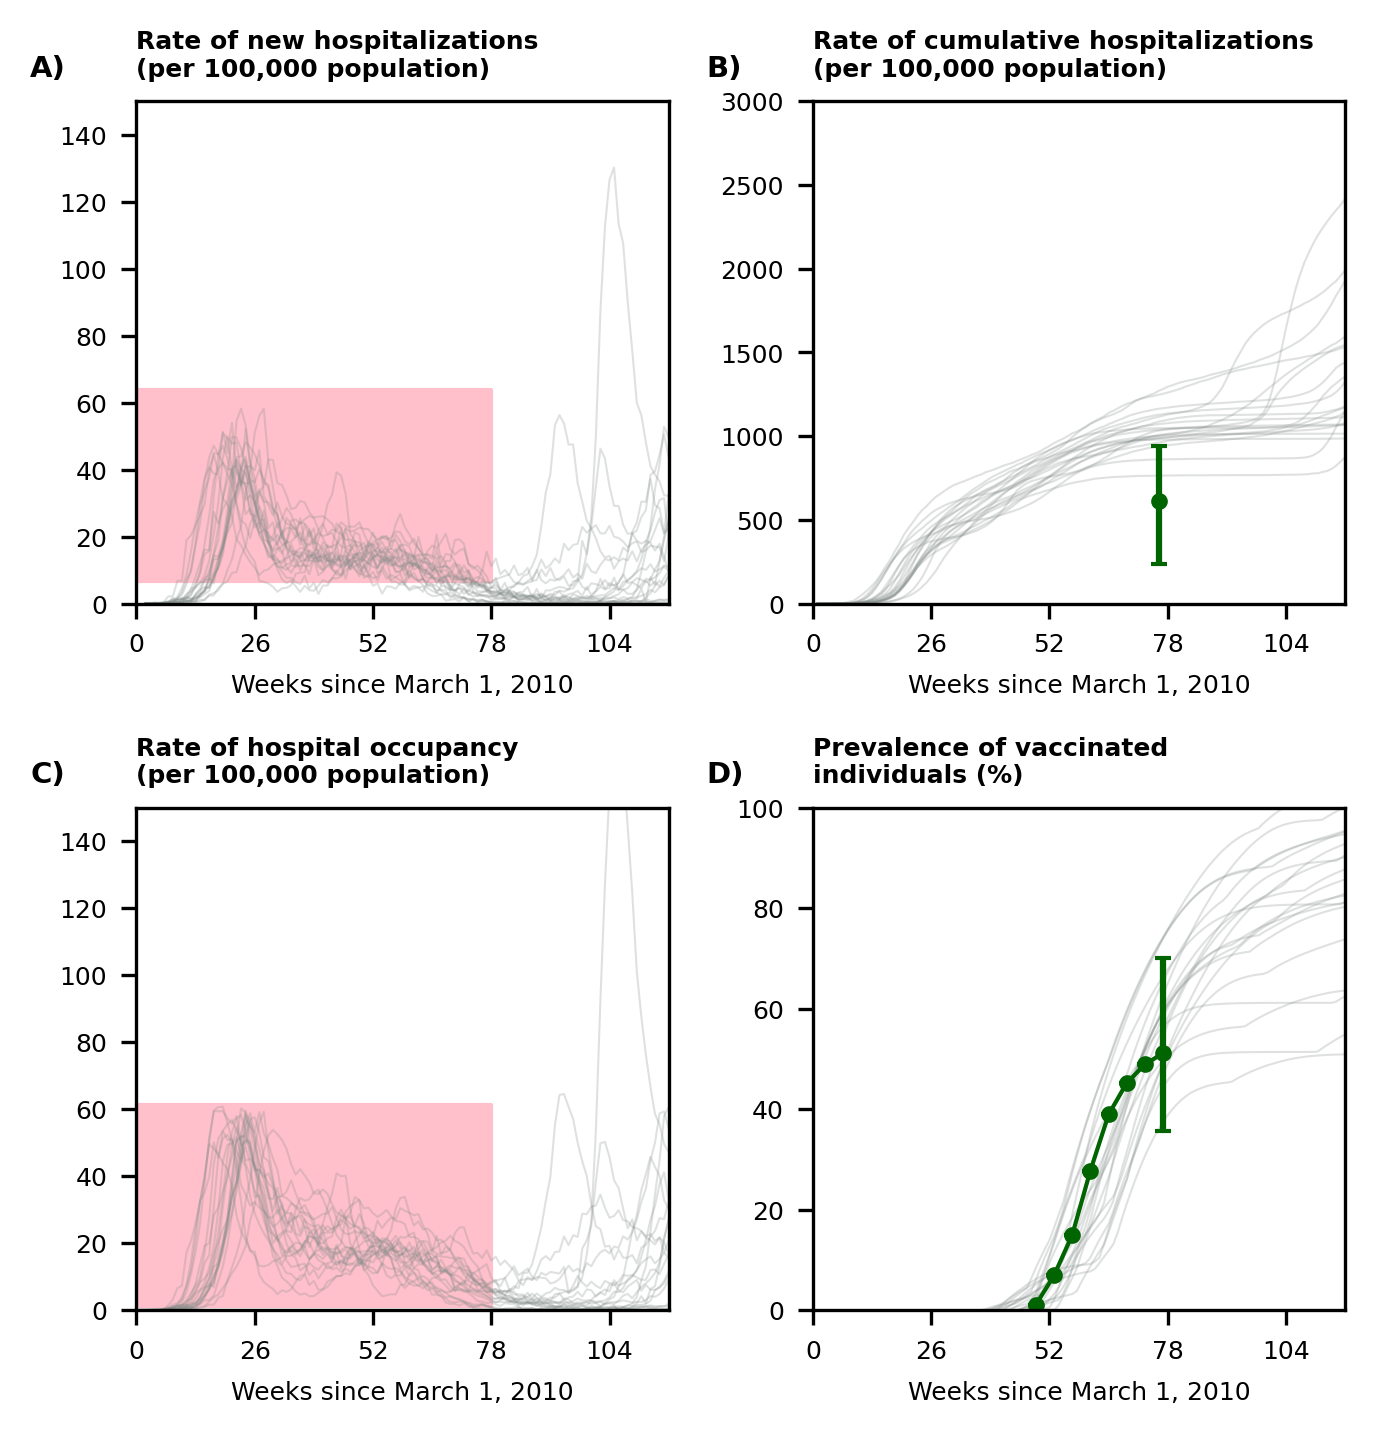 A)
Rate of new hospitalizations
(per 100,000 population)
140
120
100
80
60
40
20
0
0 26 52 78 104
Weeks since March 1, 2010
B)
Rate of cumulative hospitalizations
(per 100,000 population)
3000
2500
2000
1500
1000
500
0
0 26 52 78 104
Weeks since March 1, 2010
C)
Rate of hospital occupancy
(per 100,000 population)
140
120
100
80
60
40
20
0
0 26 52 78 104
Weeks since March 1, 2010
D)
Prevalence of vaccinated
individuals (%)
100
80
60
40
20
0
0 26 52 78 104
Weeks since March 1, 2010